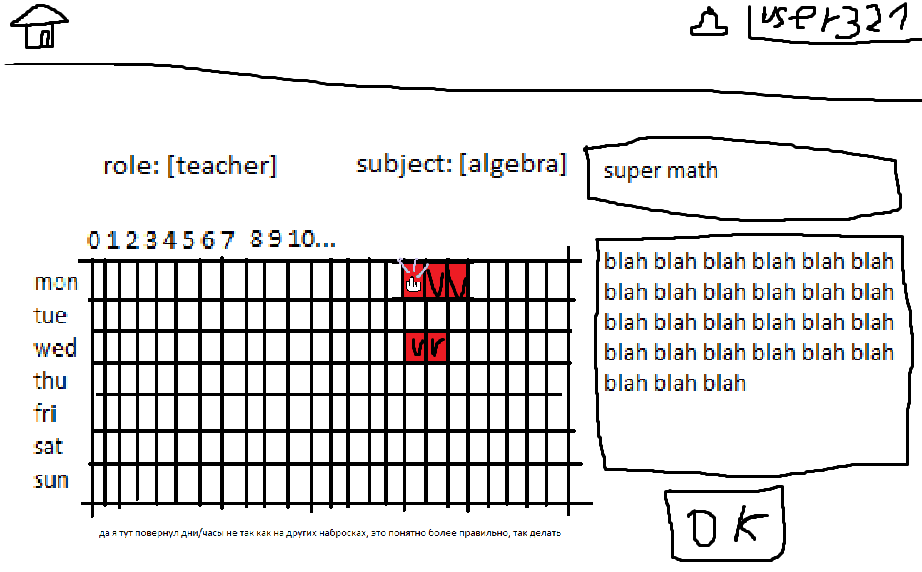 user321
role: [teacher]
subject: [algebra]
super math
0 1 2 3 4 5 6 7 8 9 10...
mon
tue
wed
thu
fri
sat
sun
blah blah blah blah blah blah
blah blah blah blah blah blah
blah blah blah blah blah blah
blah blah blah blah blah blah
blah blah blah
OK
да я тут повернул дни/часы не так как на других набросках, это понятно более правильно, так делать